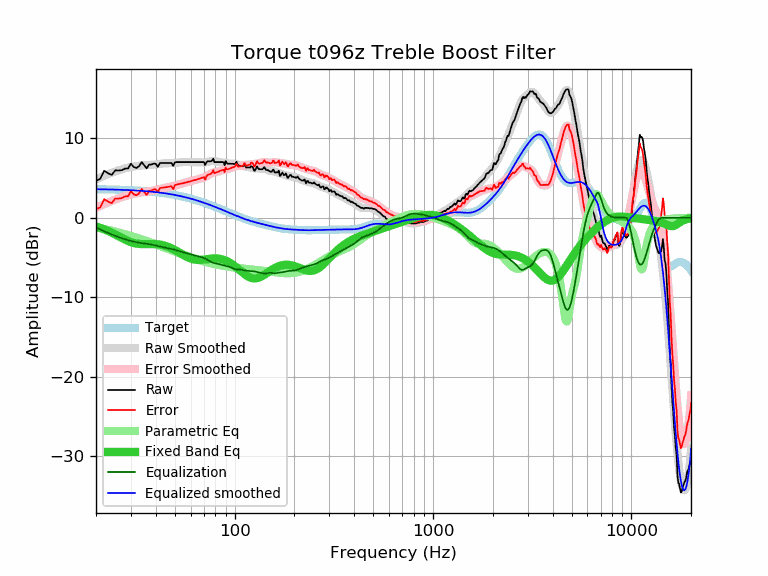 Torque t096z Treble Boost Filter
Amplitude (dBr)
10
0
−10
−20
−30
Target
Raw Smoothed
Error Smoothed
Raw
Error
Parametric Eq
Fixed Band Eq
Equalization
Equalized smoothed
100
1000
10000
Frequency (Hz)